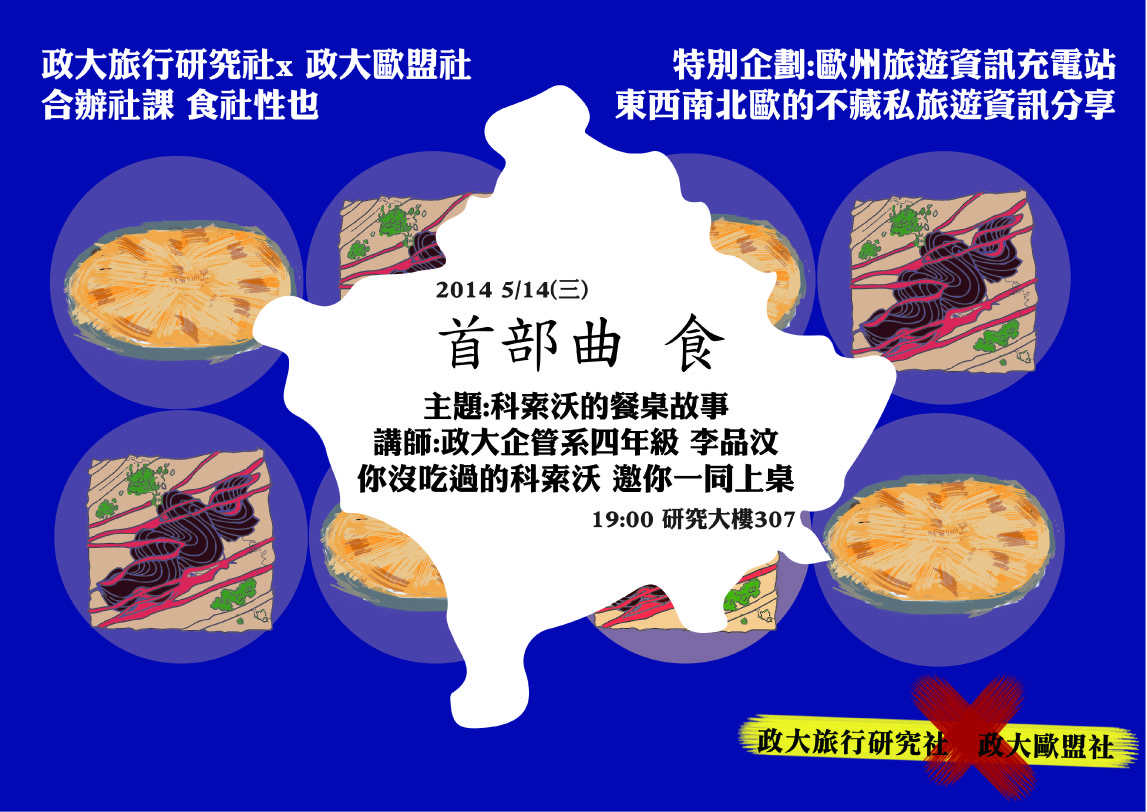 政大旅行研究社x 政大歐盟社
合辦社課 食社性也
特別企劃:歐州旅遊資訊充電站
東西南北歐的不藏私旅遊資訊分享
2014 5/14(三)
首部曲 食
主題:科索沃的餐桌故事
講師:政大企管系四年級 李品汶
你沒吃過的科索沃 邀你一同上桌
19:00 研究大樓307
政大旅行研究社 政大歐盟社